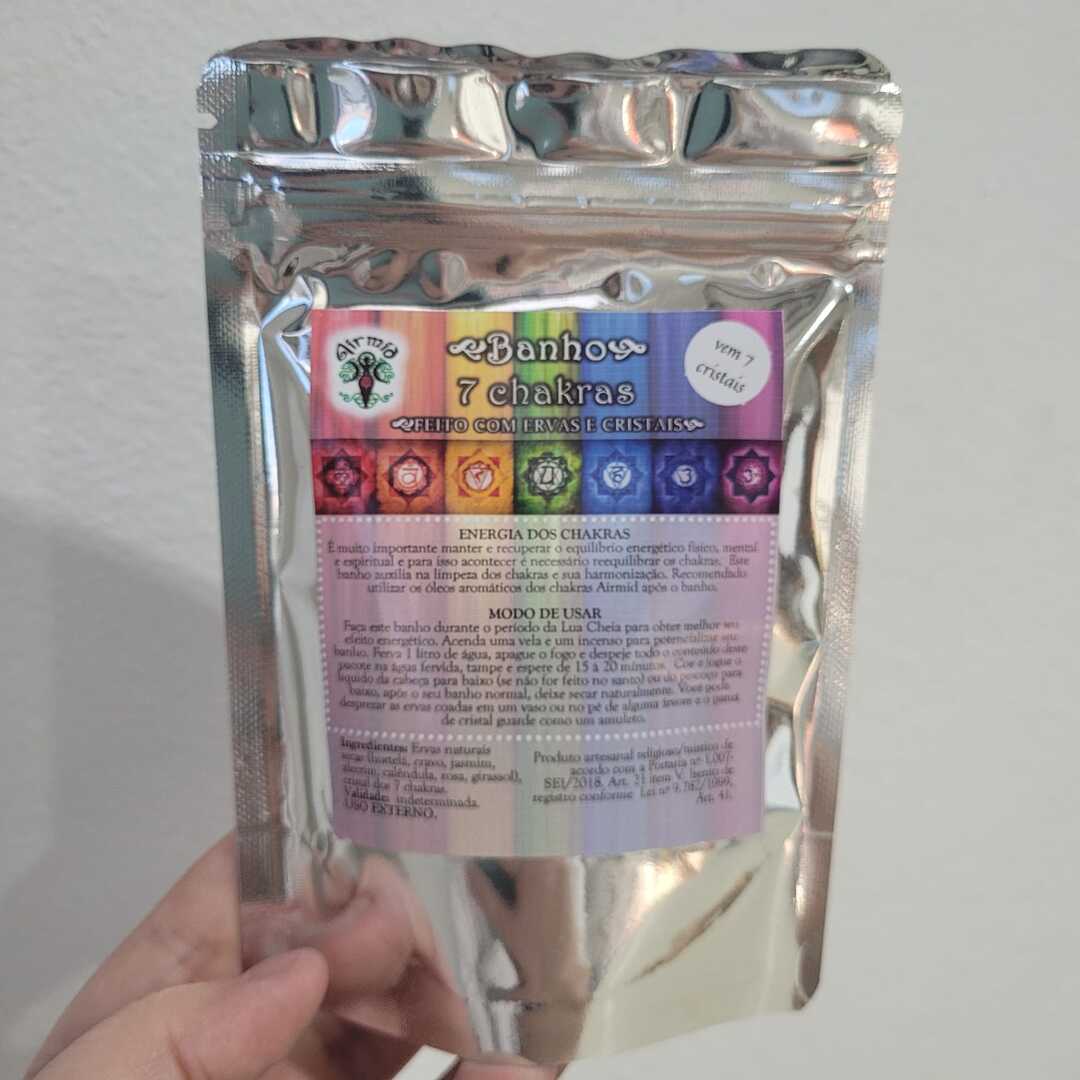 Airmid
Banho
7 chakras
FEITO COM ERVAS E CRISTAIS
vem 7
cristais
ENERGIA DOS CHAKRAS
É muito importante manter e recuperar o equilíbrio energético físico, mental
e espiritual e para isso acontecer é necessário reequilibrar os chakras. Este
banho auxilia na limpeza dos chakras e sua harmonização. Recomendado
utilizar os óleos aromáticos dos chakras Airmid após o banho.
MODO DE USAR
Faça este banho durante o período da Lua Cheia para obter melhor seu
efeito energético. Acenda uma vela e um incenso para potencializar seu
banho. Ferva 1 litro de água, apague o fogo e despeje todo o conteúdo deste
pacote na água fervida, tampe e espere de 15 à 20 minutos. Coe e jogue o
líquido da cabeça para baixo (se não for feito no santo) ou do pescoço para
baixo, após o seu banho normal, deixe secar naturalmente. Você pode
desprezar as ervas coadas em um vaso ou no pé de alguma árvore e o
de cristal guarde como um amuleto.
Ingredientes: Ervas naturais
secas (hortelã, cravo, jasmim,
alecrim, calêndula, rosa, girassol),
cristal dos 7 chakras.
Validade: indeterminada.
USO EXTERNO.
Produto artesanal religioso/místico de
acordo com a Portaria nº 1.007-
SEI/2018. Art. 21 item V. Isento de
registro conforme Lei nº 9.782/1999,
Art. 41.